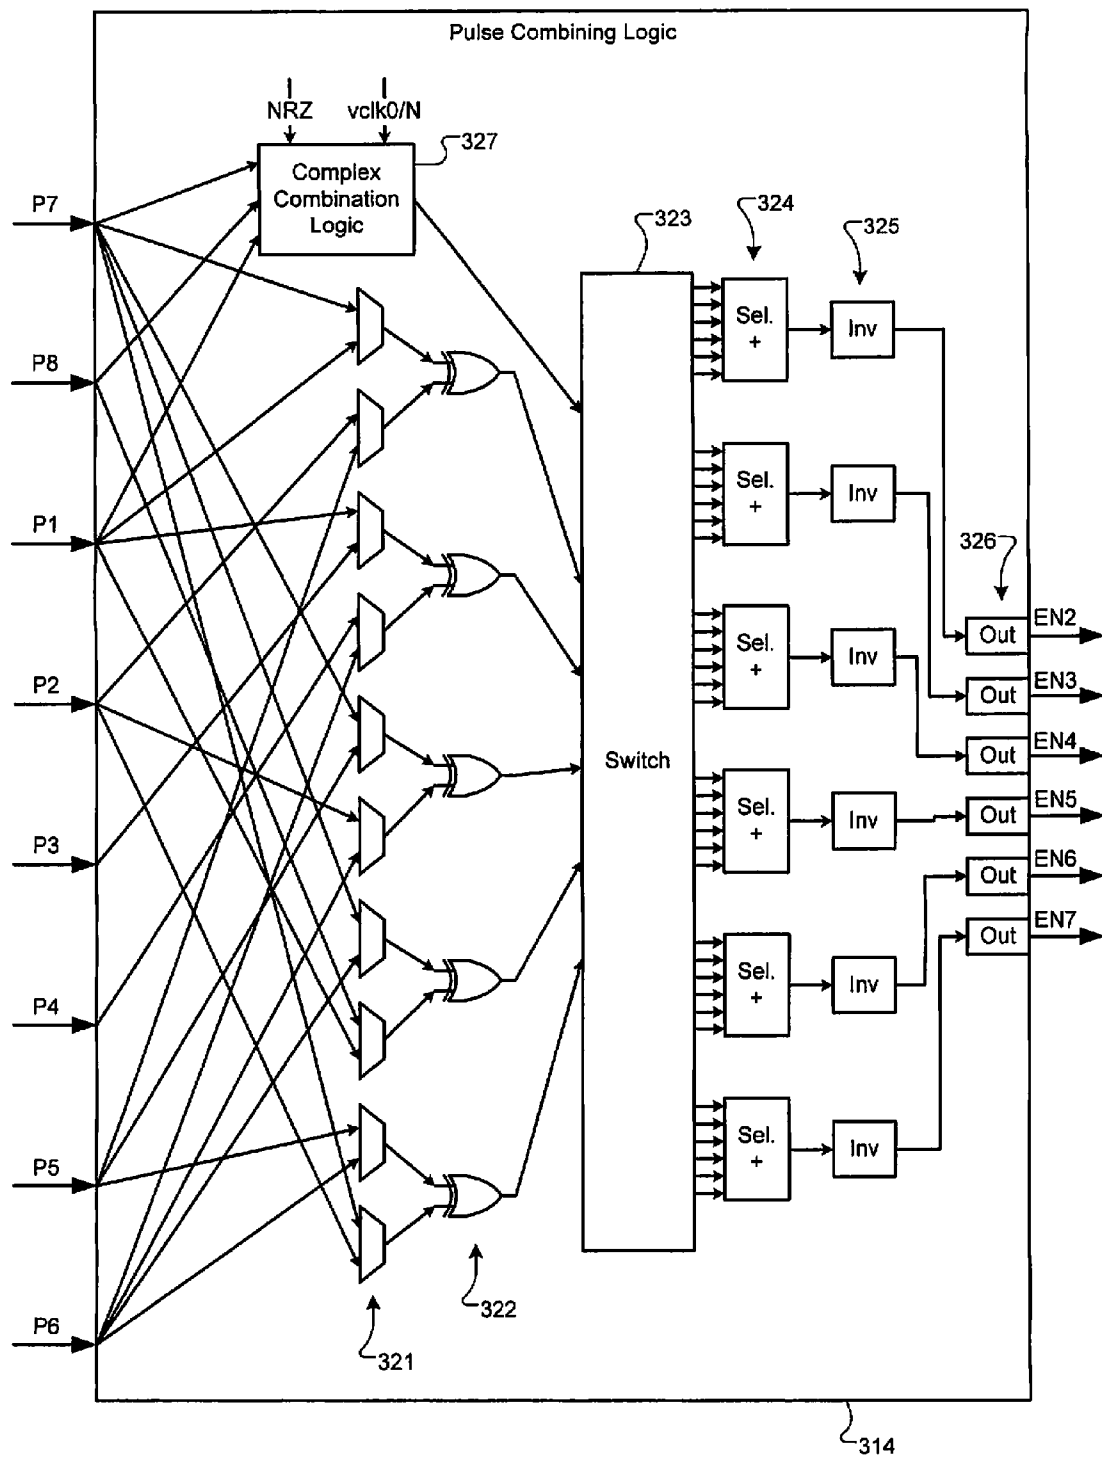 Pulse Combining Logic
NRZ
vclk0/N
327
Complex
Combination
Logic
P7
P8
P1
P2
P3
P4
P5
P6
323
324
325
326
Switch
Sel.
+
Inv
Sel.
+
Inv
Sel.
+
Inv
Sel.
+
Inv
Sel.
+
Inv
Sel.
+
Inv
Out
EN2
Out
EN3
Out
EN4
Out
EN5
Out
EN6
Out
EN7
322
321
314